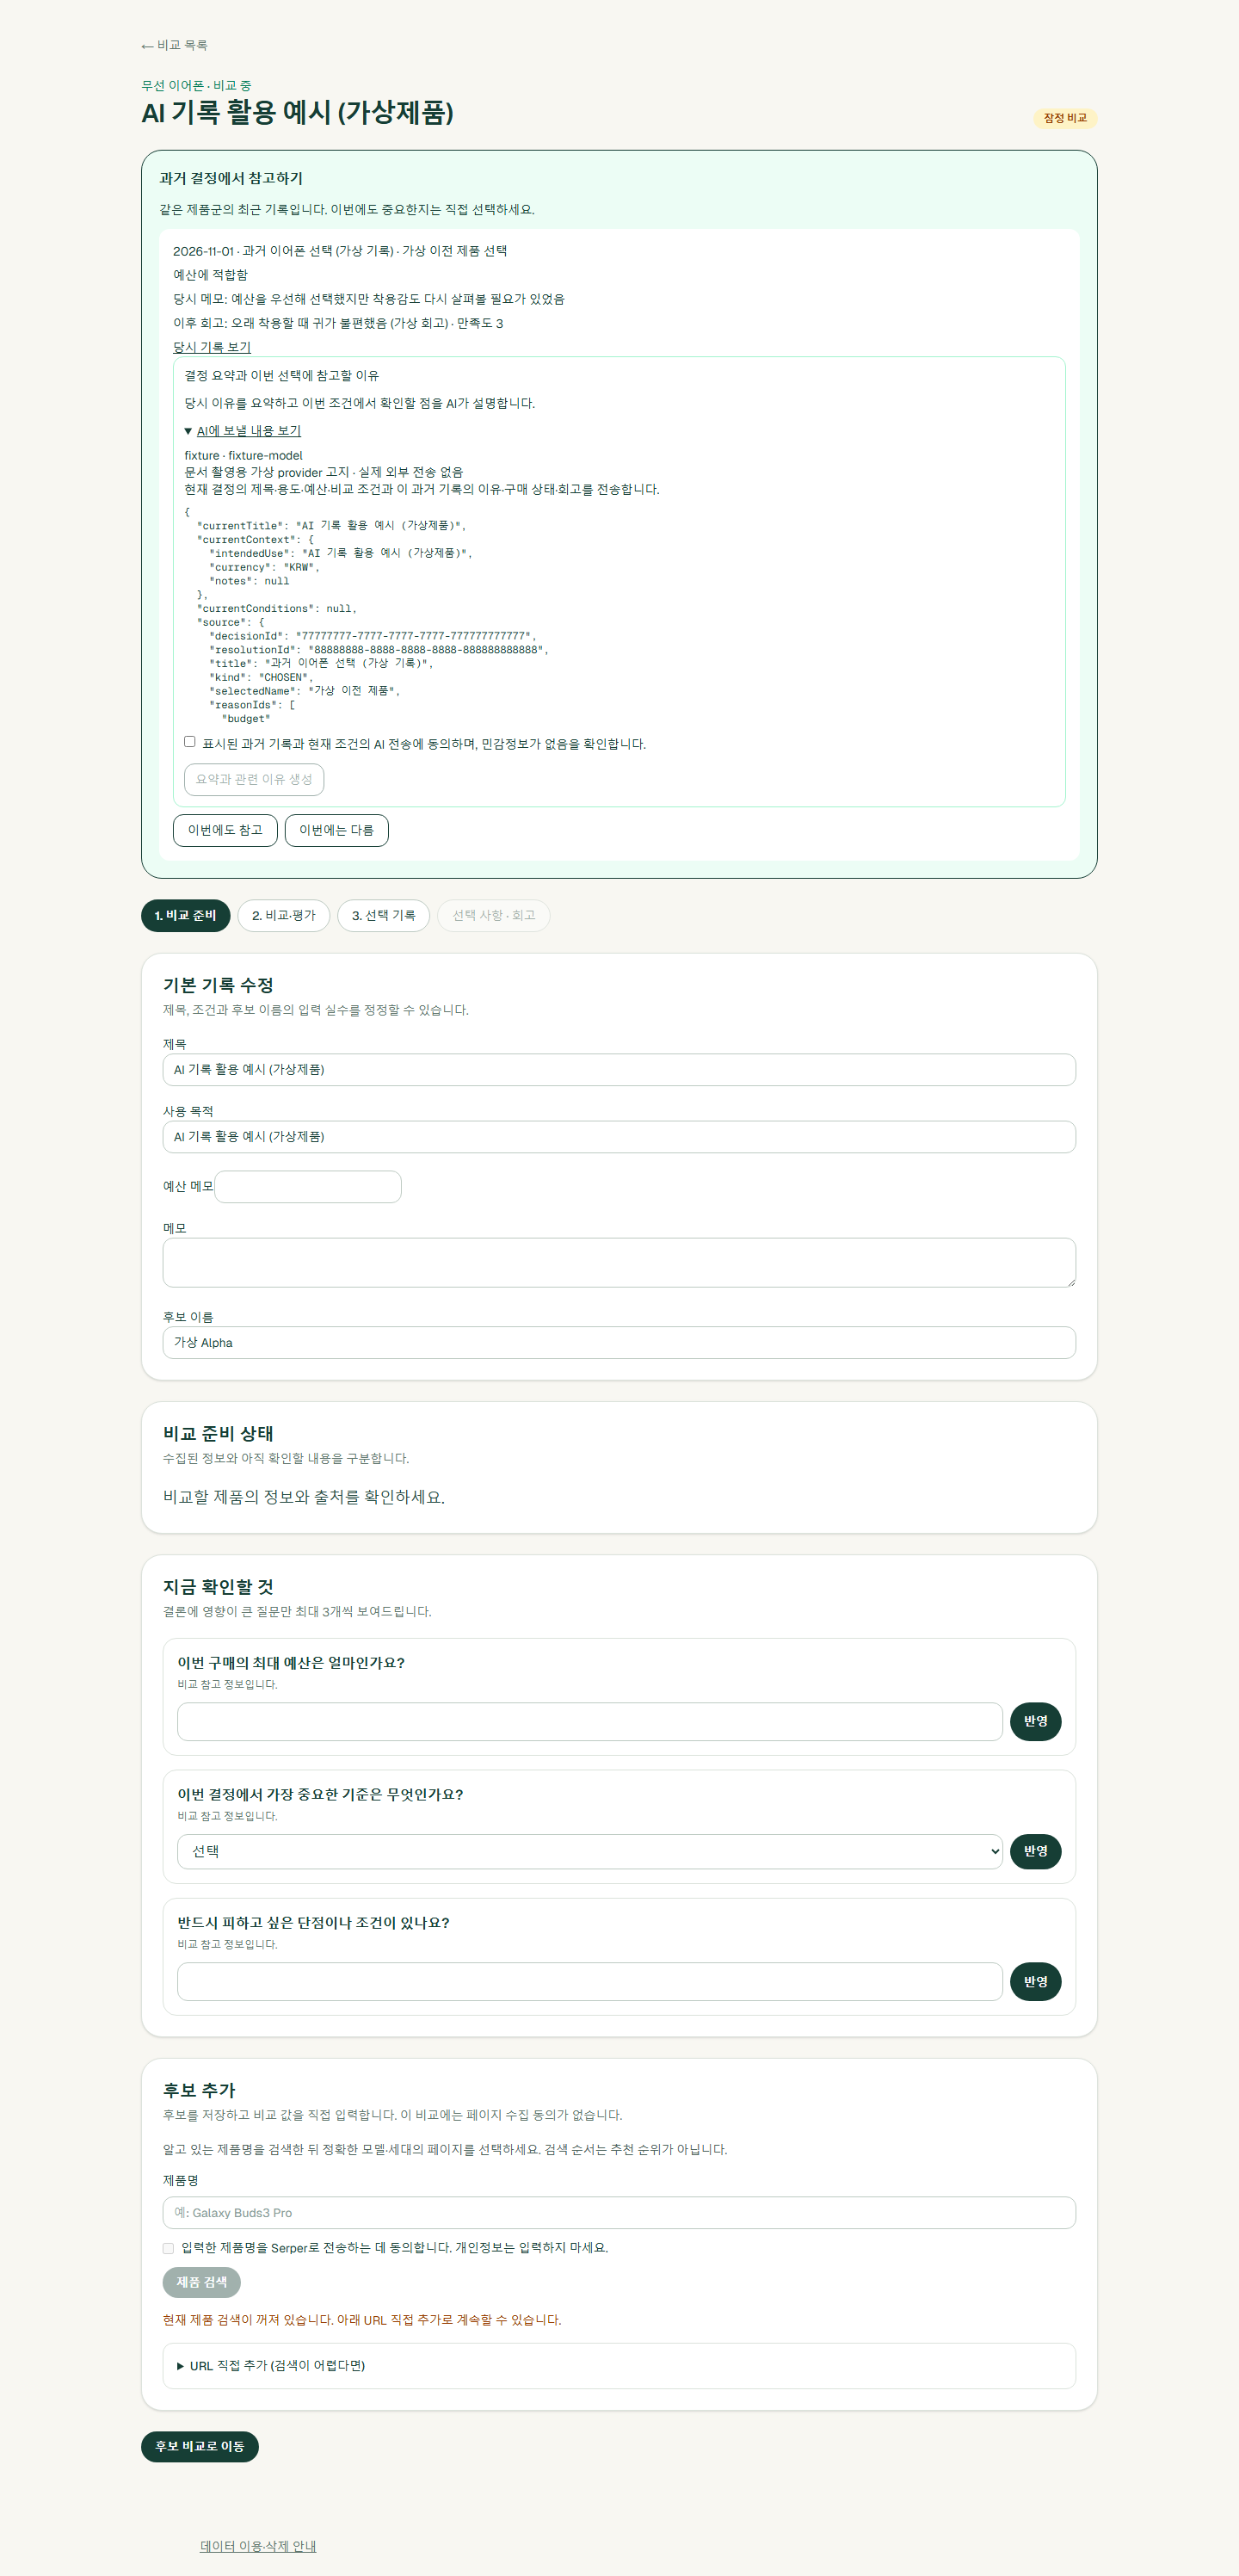 ← 비교 목록
무선 이어폰 · 비교 중
AI 기록 활용 예시 (가상제품)
잠정 비교
과거 결정에서 참고하기
같은 제품군의 최근 기록입니다. 이번에도 중요한지는 직접 선택하세요.
2026-11-01 · 과거 이어폰 선택 (가상 기록) · 가상 이전 제품 선택
예산에 적합함
당시 메모: 예산을 우선해 선택했지만 착용감도 다시 살펴볼 필요가 있었음
이후 회고: 오래 착용할 때 귀가 불편했음 (가상 회고) · 만족도 3
당시 기록 보기
결정 요약과 이번 선택에 참고할 이유
당시 이유를 요약하고 이번 조건에서 확인할 점을 AI가 설명합니다.
▼ AI에 보낼 내용 보기
fixture · fixture-model
문서 촬영용 가상 provider 고지 · 실제 외부 전송 없음
현재 결정의 제목·용도·예산·비교 조건과 이 과거 기록의 이유·구매 상태·회고를 전송합니다.
{
  "currentTitle": "AI 기록 활용 예시 (가상제품)",
  "currentContext": {
    "intendedUse": "AI 기록 활용 예시 (가상제품)",
    "currency": "KRW",
    "notes": null
  },
  "currentConditions": null,
  "source": {
    "decisionId": "77777777-7777-7777-7777-777777777777",
    "resolutionId": "88888888-8888-8888-8888-888888888888",
    "title": "과거 이어폰 선택 (가상 기록)",
    "kind": "CHOSEN",
    "selectedName": "가상 이전 제품",
    "reasonIds": [
      "budget"
표시된 과거 기록과 현재 조건의 AI 전송에 동의하며, 민감정보가 없음을 확인합니다.
요약과 관련 이유 생성
이번에도 참고
이번에는 다름
1. 비교 준비
2. 비교·평가
3. 선택 기록
선택 사항 · 회고
기본 기록 수정
제목, 조건과 후보 이름의 입력 실수를 정정할 수 있습니다.
제목
AI 기록 활용 예시 (가상제품)
사용 목적
AI 기록 활용 예시 (가상제품)
예산 메모
메모
후보 이름
가상 Alpha
비교 준비 상태
수집된 정보와 아직 확인할 내용을 구분합니다.
비교할 제품의 정보와 출처를 확인하세요.
지금 확인할 것
결론에 영향이 큰 질문만 최대 3개씩 보여드립니다.
이번 구매의 최대 예산은 얼마인가요?
비교 참고 정보입니다.
반영
이번 결정에서 가장 중요한 기준은 무엇인가요?
비교 참고 정보입니다.
선택
반영
반드시 피하고 싶은 단점이나 조건이 있나요?
비교 참고 정보입니다.
반영
후보 추가
후보를 저장하고 비교 값을 직접 입력합니다. 이 비교에는 페이지 수집 동의가 없습니다.
알고 있는 제품명을 검색한 뒤 정확한 모델·세대의 페이지를 선택하세요. 검색 순서는 추천 순위가 아닙니다.
제품명
예: Galaxy Buds3 Pro
입력한 제품명을 Serper로 전송하는 데 동의합니다. 개인정보는 입력하지 마세요.
제품 검색
현재 제품 검색이 꺼져 있습니다. 아래 URL 직접 추가로 계속할 수 있습니다.
▶ URL 직접 추가 (검색이 어렵다면)
후보 비교로 이동
데이터 이용·삭제 안내